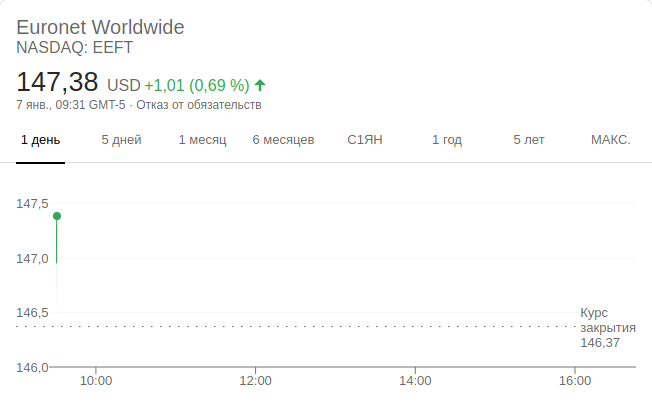 Euronet Worldwide
NASDAQ: EEFT
147,38 USD +1,01 (0,69 %)
7 янв., 09:31 GMT-5 · Отказ от обязательств
1 день 5 дней 1 месяц 6 месяцев С1ЯН 1 год 5 лет МАКС.
147,5
147,0
146,5
Курс
закрытия
146,37
146,0
10:00 12:00 14:00 16:00